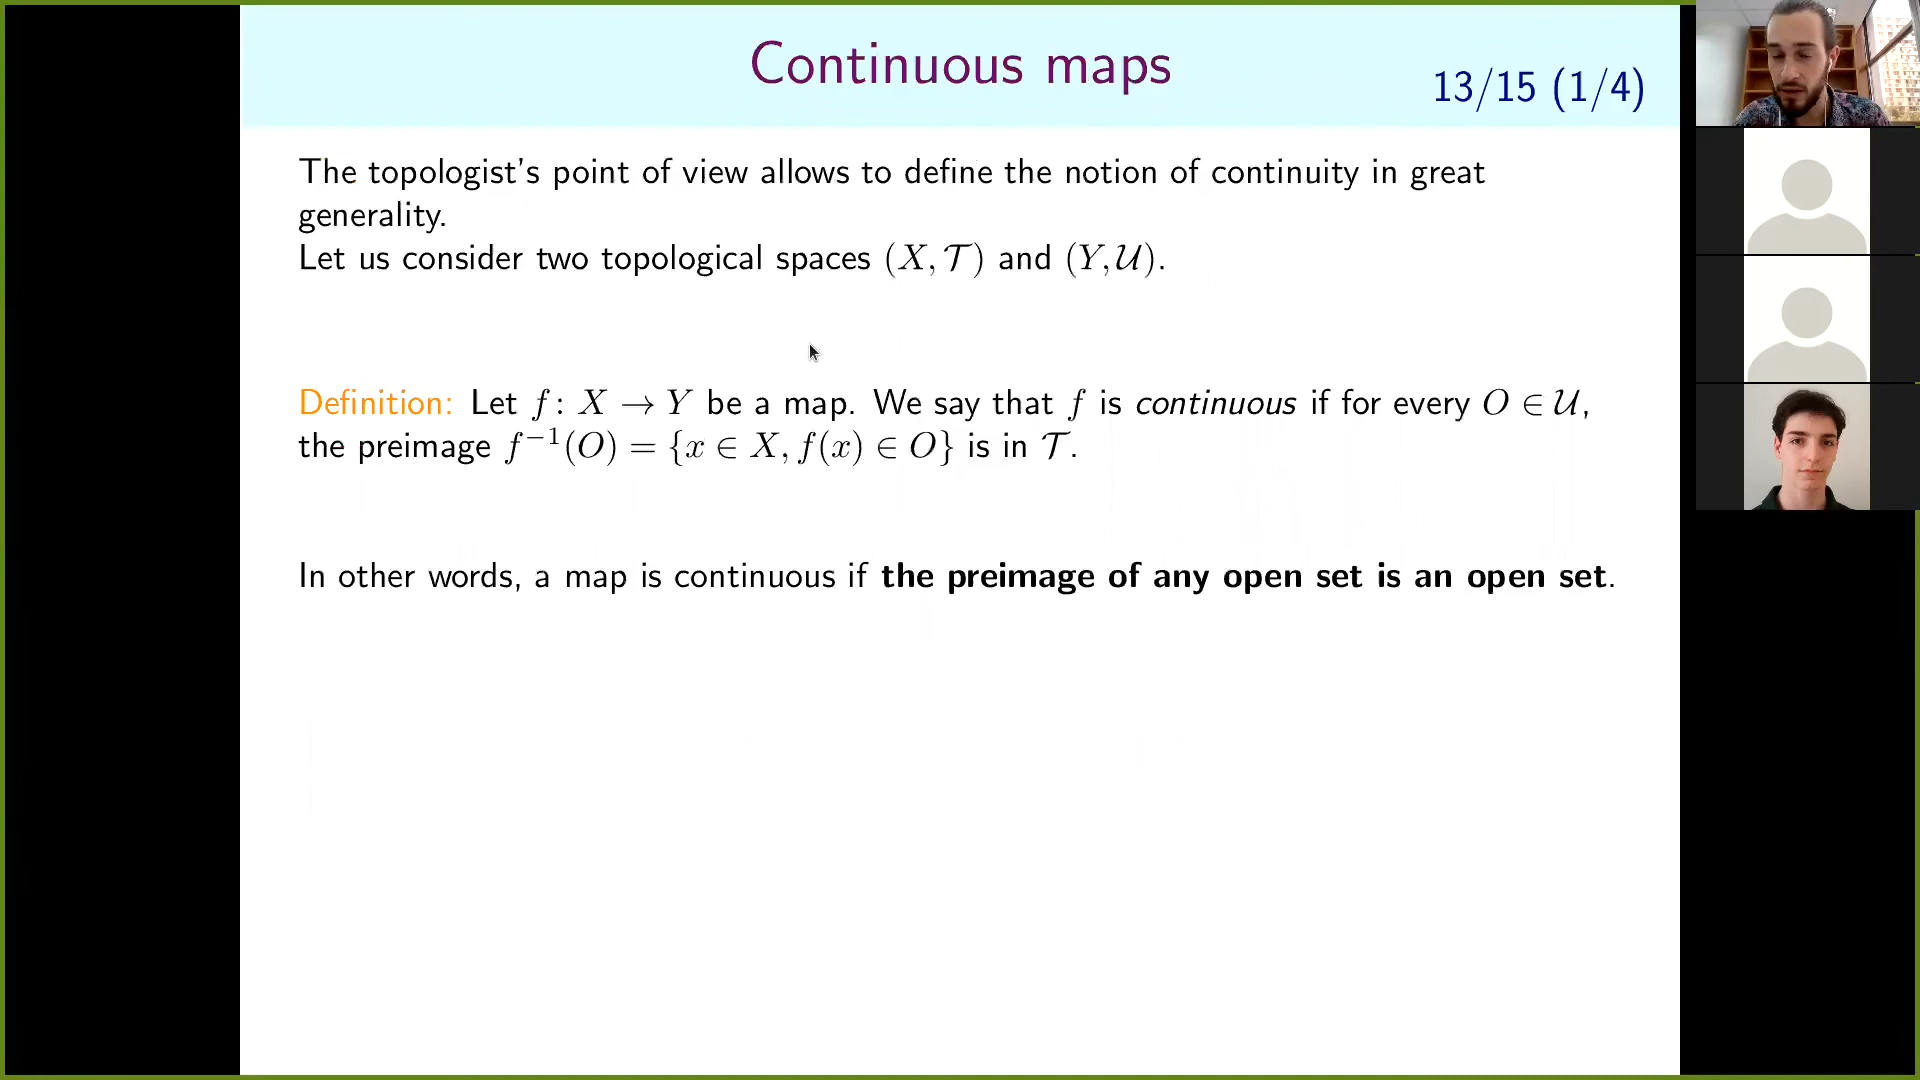 Continuous maps
13/15 (1/4)
The topologist's point of view allows to define the notion of continuity in great
generality.
Let us consider two topological spaces (X, 𝒯) and (Y, 𝒰).
Definition: Let f: X → Y be a map. We say that f is continuous if for every O ∈ 𝒰,
the preimage f⁻¹(O) = {x ∈ X, f(x) ∈ O} is in 𝒯.
In other words, a map is continuous if the preimage of any open set is an open set.